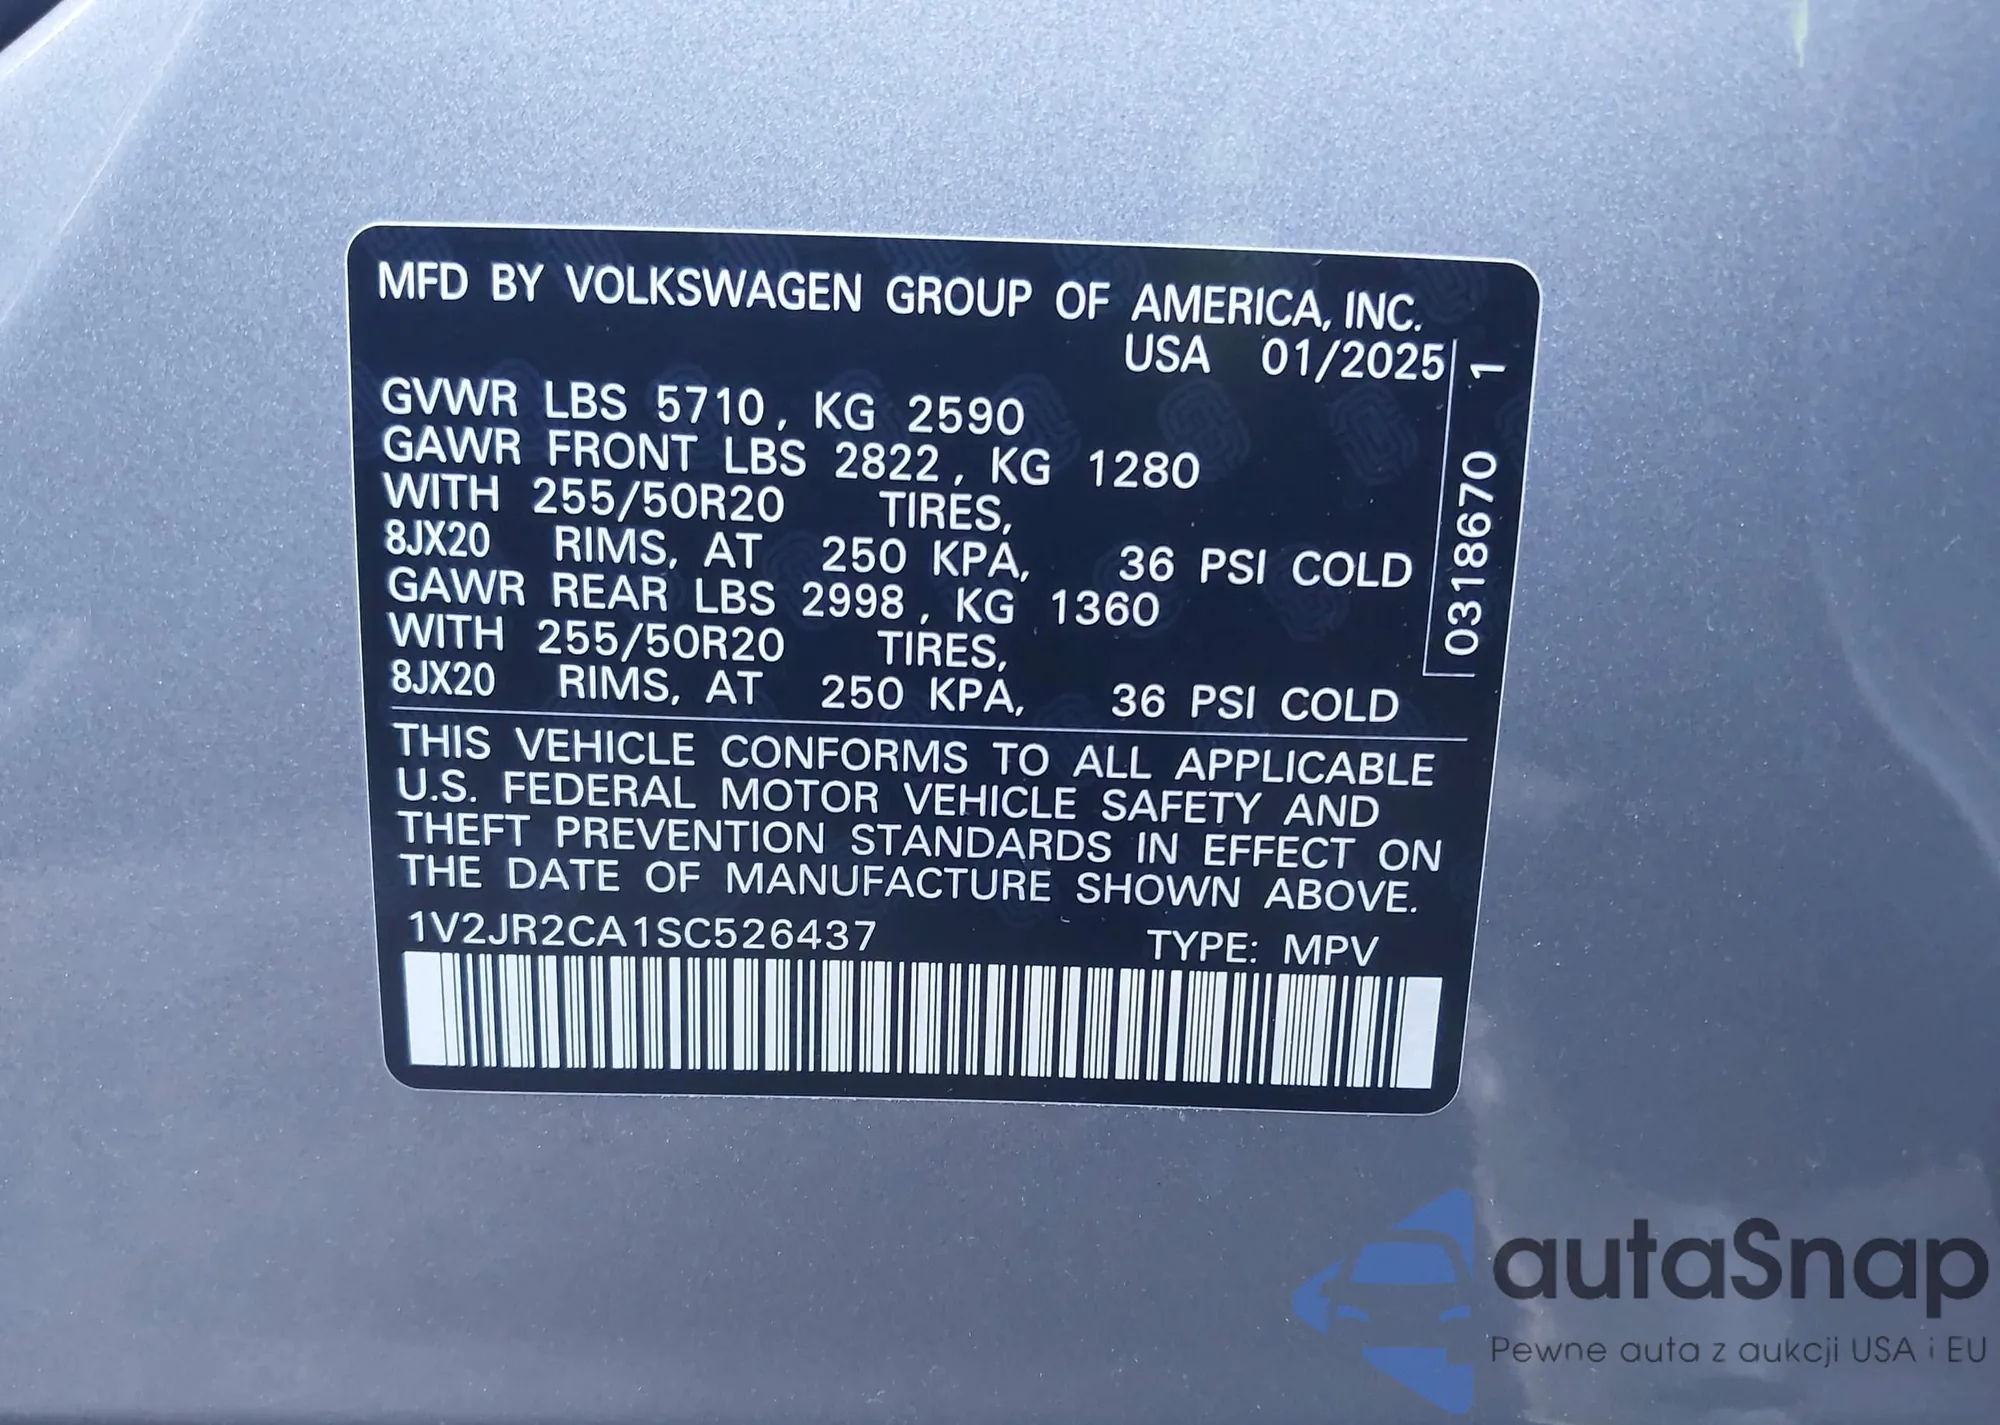 MFD BY VOLKSWAGEN GROUP OF AMERICA, INC.
USA 01/2025
GVWR LBS 5710, KG 2590
GAWR FRONT LBS 2822, KG 1280
WITH 255/50R20 TIRES,
8JX20 RIMS, AT 250 KPA, 36 PSI COLD
GAWR REAR LBS 2998, KG 1360
WITH 255/50R20 TIRES,
8JX20 RIMS, AT 250 KPA, 36 PSI COLD
0318670 1
THIS VEHICLE CONFORMS TO ALL APPLICABLE
U.S. FEDERAL MOTOR VEHICLE SAFETY AND
THEFT PREVENTION STANDARDS IN EFFECT ON
THE DATE OF MANUFACTURE SHOWN ABOVE.
1V2JR2CA1SC526437 TYPE: MPV
autaSnap
Pewne auta z aukcji USA i EU